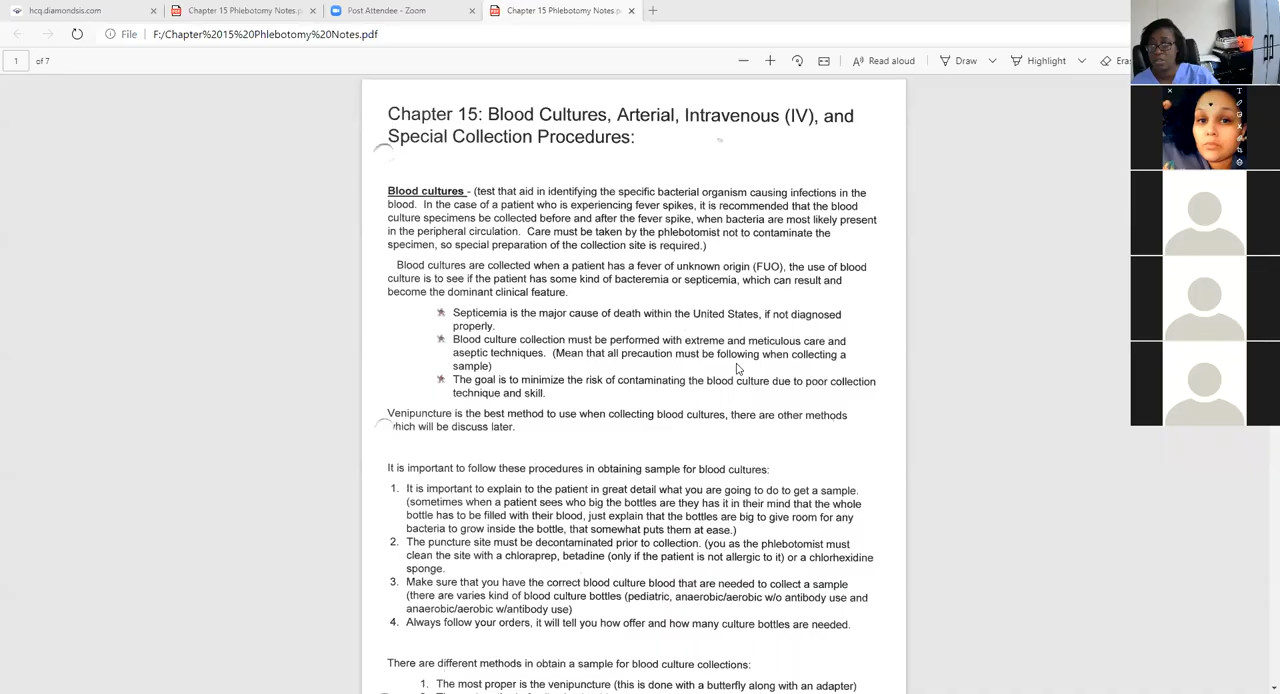 hcq.diamondsis.com
Chapter 15 Phlebotomy Notes.p
Post Attendee - Zoom
Chapter 15 Phlebotomy Notes.p
File F:/Chapter%2015%20Phlebotomy%20Notes.pdf
1 of 7 Read aloud Draw Highlight Eras
Chapter 15: Blood Cultures, Arterial, Intravenous (IV), and
Special Collection Procedures:
Blood cultures - (test that aid in identifying the specific bacterial organism causing infections in the
blood. In the case of a patient who is experiencing fever spikes, it is recommended that the blood
culture specimens be collected before and after the fever spike, when bacteria are most likely present
in the peripheral circulation. Care must be taken by the phlebotomist not to contaminate the
specimen, so special preparation of the collection site is required.)
Blood cultures are collected when a patient has a fever of unknown origin (FUO), the use of blood
culture is to see if the patient has some kind of bacteremia or septicemia, which can result and
become the dominant clinical feature.
Septicemia is the major cause of death within the United States, if not diagnosed
properly.
Blood culture collection must be performed with extreme and meticulous care and
aseptic techniques. (Mean that all precaution must be following when collecting a
sample)
The goal is to minimize the risk of contaminating the blood culture due to poor collection
technique and skill.
Venipuncture is the best method to use when collecting blood cultures, there are other methods
which will be discuss later.
It is important to follow these procedures in obtaining sample for blood cultures:
1. It is important to explain to the patient in great detail what you are going to do to get a sample.
(sometimes when a patient sees who big the bottles are they has it in their mind that the whole
bottle has to be filled with their blood, just explain that the bottles are big to give room for any
bacteria to grow inside the bottle, that somewhat puts them at ease.)
2. The puncture site must be decontaminated prior to collection. (you as the phlebotomist must
clean the site with a chloraprep, betadine (only if the patient is not allergic to it) or a chlorhexidine
sponge.
3. Make sure that you have the correct blood culture blood that are needed to collect a sample
(there are varies kind of blood culture bottles (pediatric, anaerobic/aerobic w/o antibody use and
anaerobic/aerobic w/antibody use)
4. Always follow your orders, it will tell you how offer and how many culture bottles are needed.
There are different methods in obtain a sample for blood culture collections:
1. The most proper is the venipuncture (this is done with a butterfly along with an adapter)